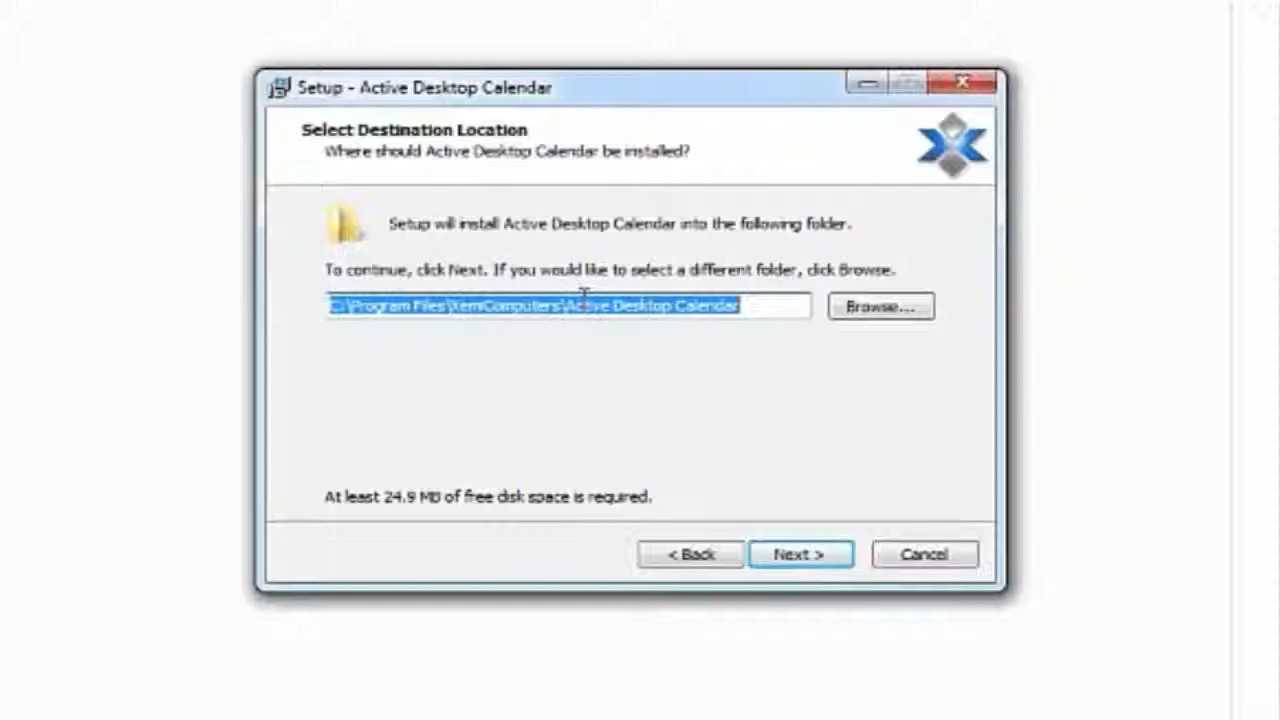 Setup - Active Desktop Calendar
Select Destination Location
Where should Active Desktop Calendar be installed?
Setup will install Active Desktop Calendar into the following folder.
To continue, click Next. If you would like to select a different folder, click Browse.
C:\Program Files\XemiComputers\Active Desktop Calendar
Browse...
At least 24.9 MB of free disk space is required.
< Back
Next >
Cancel